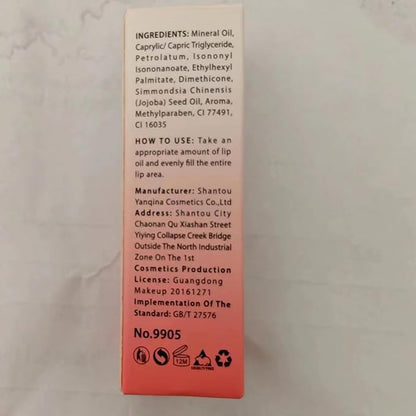 INGREDIENTS: Mineral Oil,
Caprylic/ Capric Triglyceride,
Petrolatum, Isononyl
Isononanoate, Ethylhexyl
Palmitate, Dimethicone,
Simmondsia Chinensis
(Jojoba) Seed Oil, Aroma,
Methylparaben, CI 77491,
CI 16035
HOW TO USE: Take an
appropriate amount of lip
oil and evenly fill the entire
lip area.
Manufacturer: Shantou
Yanqina Cosmetics Co.,Ltd
Address: Shantou City
Chaonan Qu Xiashan Street
Yiying Collapse Creek Bridge
Outside The North Industrial
Zone On The 1st
Cosmetics Production
License: Guangdong
Makeup 20161271
Implementation Of The
Standard: GB/T 27576
No.9905
12M
CRUELTY FREE